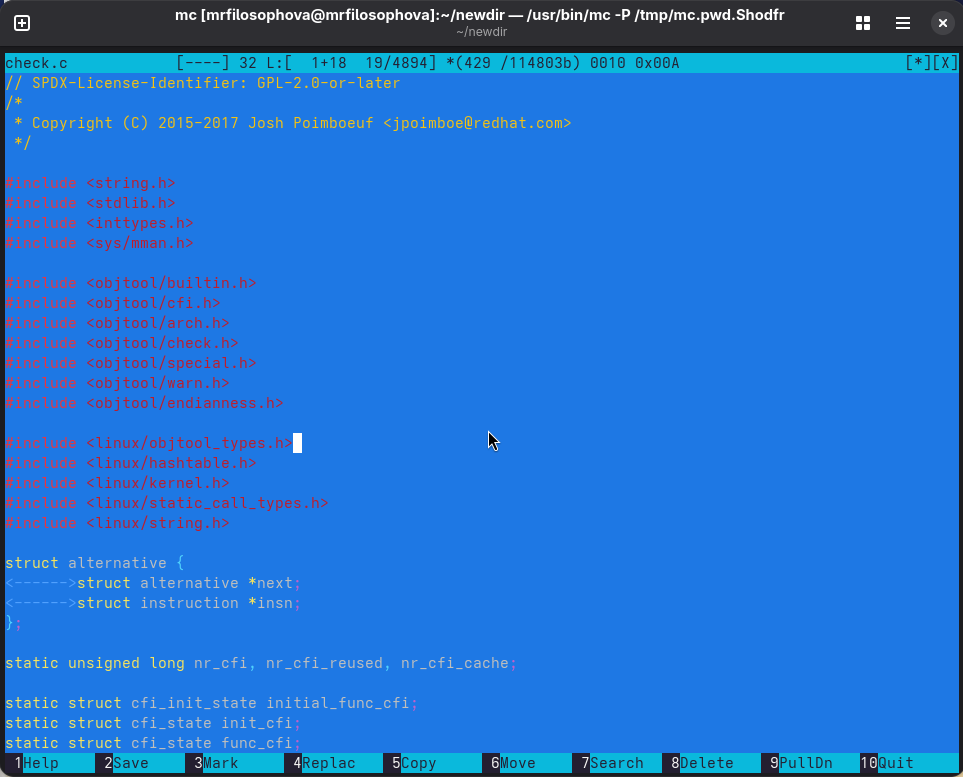 mc [mrfilosophova@mrfilosophova]:~/newdir — /usr/bin/mc -P /tmp/mc.pwd.Shodfr
~/newdir
check.c            [----] 32 L:[  1+18  19/4894] *(429 /114803b) 0010 0x00A                         [*][X]
// SPDX-License-Identifier: GPL-2.0-or-later
/*
 * Copyright (C) 2015-2017 Josh Poimboeuf <jpoimboe@redhat.com>
 */
#include <string.h>
#include <stdlib.h>
#include <inttypes.h>
#include <sys/mman.h>
#include <objtool/builtin.h>
#include <objtool/cfi.h>
#include <objtool/arch.h>
#include <objtool/check.h>
#include <objtool/special.h>
#include <objtool/warn.h>
#include <objtool/endianness.h>
#include <linux/objtool_types.h>
#include <linux/hashtable.h>
#include <linux/kernel.h>
#include <linux/static_call_types.h>
#include <linux/string.h>
struct alternative {
<------>struct alternative *next;
<------>struct instruction *insn;
};
static unsigned long nr_cfi, nr_cfi_reused, nr_cfi_cache;
static struct cfi_init_state initial_func_cfi;
static struct cfi_state init_cfi;
static struct cfi_state func_cfi;
1Help 2Save 3Mark 4Replac 5Copy 6Move 7Search 8Delete 9PullDn 10Quit